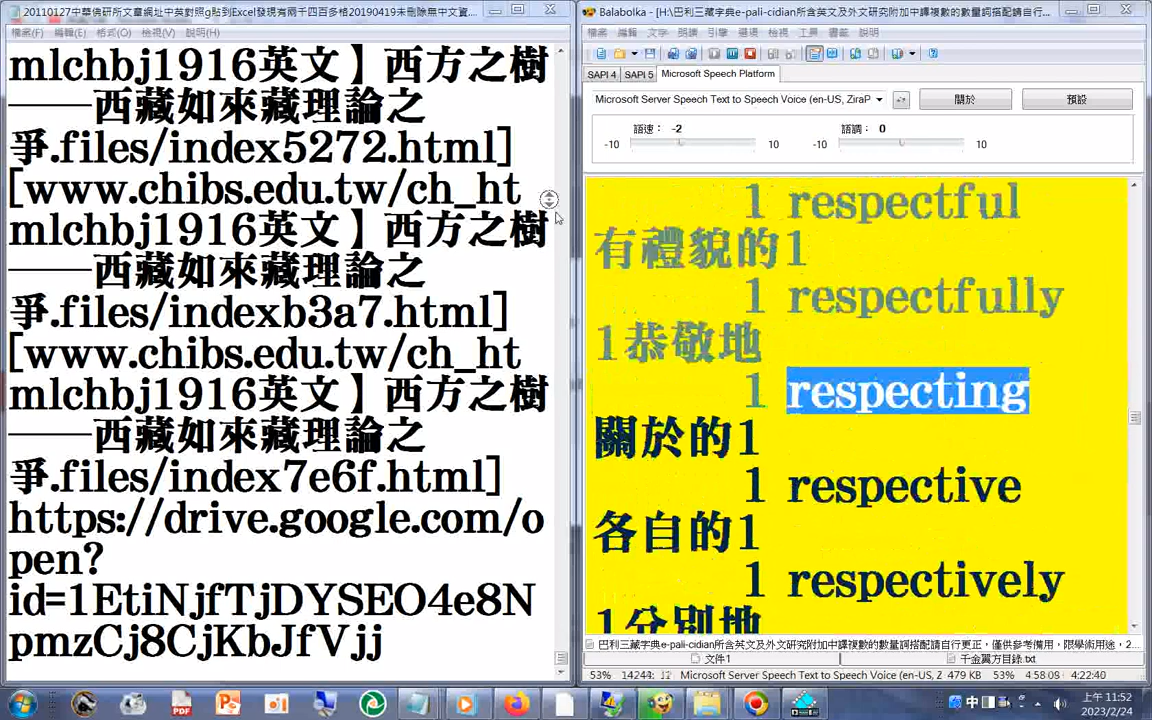 20110127中華佛研所文章網址中英對照g貼到Excel發現有兩千四百多格20190419未刪除無中文資...
檔案(F) 編輯(E) 格式(O) 檢視(V) 說明(H)
mlchbj1916英文】西方之樹
——西藏如來藏理論之
爭.files/index5272.html]
[www.chibs.edu.tw/ch_ht
mlchbj1916英文】西方之樹
——西藏如來藏理論之
爭.files/indexb3a7.html]
[www.chibs.edu.tw/ch_ht
mlchbj1916英文】西方之樹
——西藏如來藏理論之
爭.files/index7e6f.html]
https://drive.google.com/o
pen?
id=1EtiNjfTjDYSEO4e8N
pmzCj8CjKbJfVjj
Balabolka - [H:\巴利三藏字典e-pali-cidian所含英文及外文研究附加中譯複數的數量詞搭配請自行...
檔案 編輯 文字 朗讀 引擎 選項 檢視 書籤 說明
SAPI 4 SAPI 5 Microsoft Speech Platform
Microsoft Server Speech Text to Speech Voice (en-US, ZiraP 關於 預設
語速： -2 語調： 0
-10 10 -10 10
1 respectful
有禮貌的1
1 respectfully
1恭敬地
1 respecting
關於的1
1 respective
各自的1
1 respectively
1分別地
巴利三藏字典e-pali-cidian所含英文及外文研究附加中譯複數的數量詞搭配請自行更正，僅供參考備用，限學術用途，2...
文件1 千金翼方目錄.txt
53% 14244: 11 Microsoft Server Speech Text to Speech Voice (en-US, Z 479 KB 53% 4:58:09 4:22:40
中
上午 11:52
2023/2/24